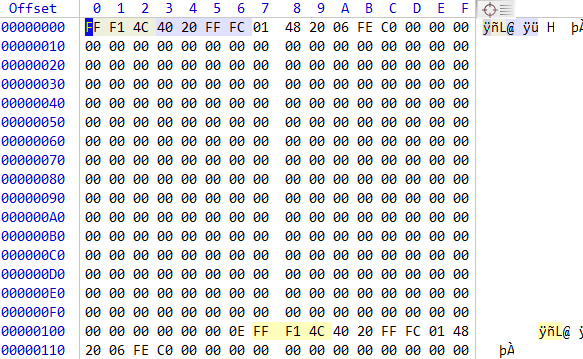 Offset 0 1 2 3 4 5 6 7 8 9 A B C D E F
00000000 FF F1 4C 40 20 FF FC 01 48 20 06 FE C0 00 00 00 ÿñL@ ÿü H þÀ
00000010 00 00 00 00 00 00 00 00 00 00 00 00 00 00 00 00
00000020 00 00 00 00 00 00 00 00 00 00 00 00 00 00 00 00
00000030 00 00 00 00 00 00 00 00 00 00 00 00 00 00 00 00
00000040 00 00 00 00 00 00 00 00 00 00 00 00 00 00 00 00
00000050 00 00 00 00 00 00 00 00 00 00 00 00 00 00 00 00
00000060 00 00 00 00 00 00 00 00 00 00 00 00 00 00 00 00
00000070 00 00 00 00 00 00 00 00 00 00 00 00 00 00 00 00
00000080 00 00 00 00 00 00 00 00 00 00 00 00 00 00 00 00
00000090 00 00 00 00 00 00 00 00 00 00 00 00 00 00 00 00
000000A0 00 00 00 00 00 00 00 00 00 00 00 00 00 00 00 00
000000B0 00 00 00 00 00 00 00 00 00 00 00 00 00 00 00 00
000000C0 00 00 00 00 00 00 00 00 00 00 00 00 00 00 00 00
000000D0 00 00 00 00 00 00 00 00 00 00 00 00 00 00 00 00
000000E0 00 00 00 00 00 00 00 00 00 00 00 00 00 00 00 00
000000F0 00 00 00 00 00 00 00 00 00 00 00 00 00 00 00 00
00000100 00 00 00 00 00 00 0E FF F1 4C 40 20 FF FC 01 48 ÿñL@ ÿ
00000110 20 06 FE C0 00 00 00 00 00 00 00 00 00 00 00 00 þÀ